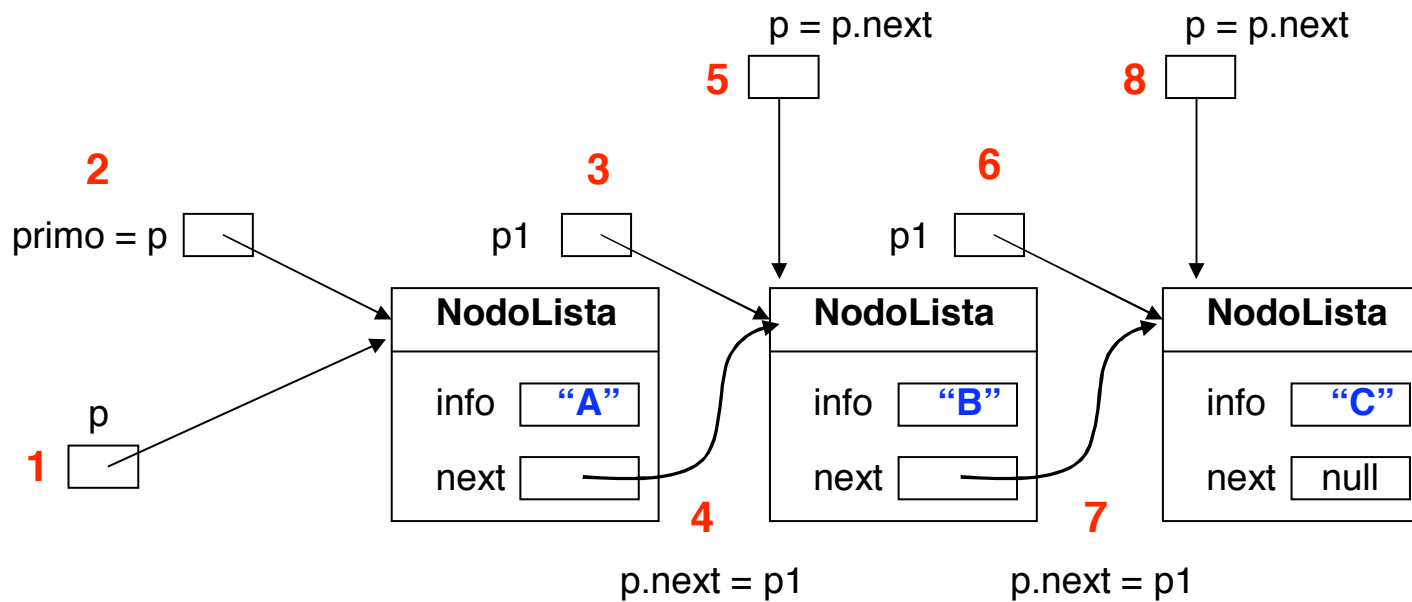 p = p.next
p = p.next
5
8
2
3
6
primo = p
p1
p1
NodoLista
NodoLista
NodoLista
info “A”
info “B”
info “C”
p
1
next
next
next null
4
7
p.next = p1
p.next = p1